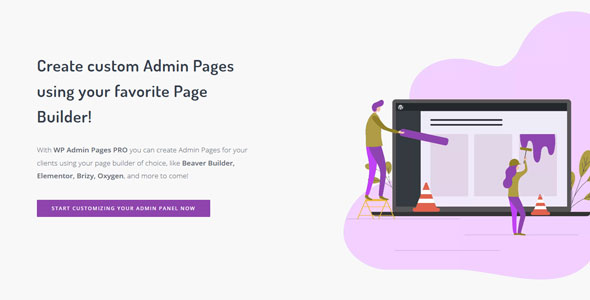 Create custom Admin Pages
using your favorite Page
Builder!
With WP Admin Pages PRO you can create Admin Pages for your
clients using your page builder of choice, like Beaver Builder,
Elementor, Brizy, Oxygen, and more to come!
START CUSTOMIZING YOUR ADMIN PANEL NOW